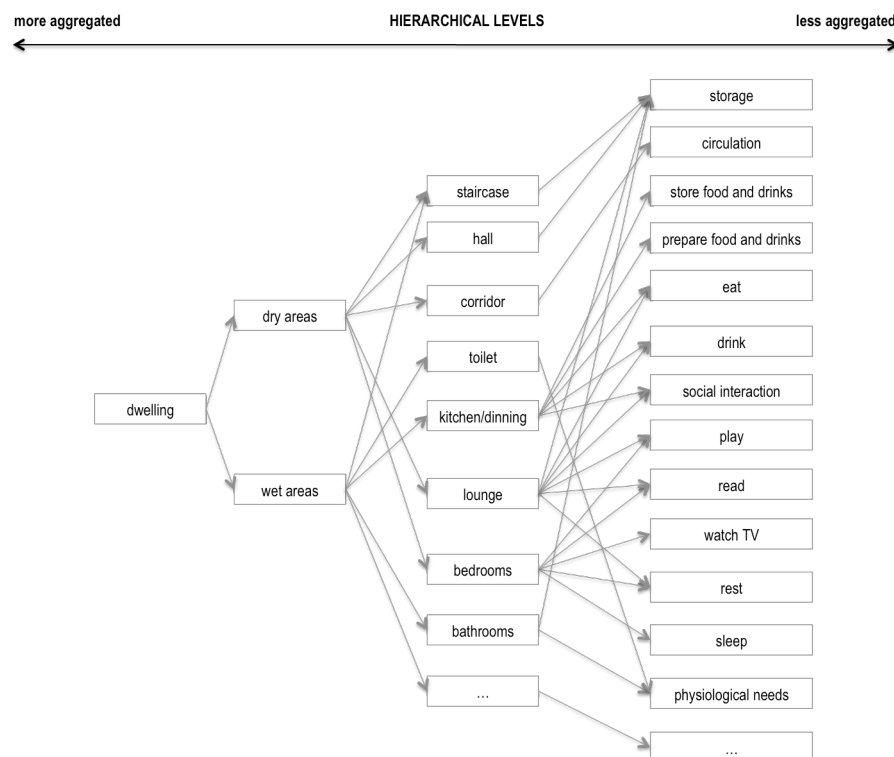 more aggregated HIERARCHICAL LEVELS less aggregated
dwelling
dry areas
wet areas
staircase
hall
corridor
toilet
kitchen/dinning
lounge
bedrooms
bathrooms
...
storage
circulation
store food and drinks
prepare food and drinks
eat
drink
social interaction
play
read
watch TV
rest
sleep
physiological needs
...